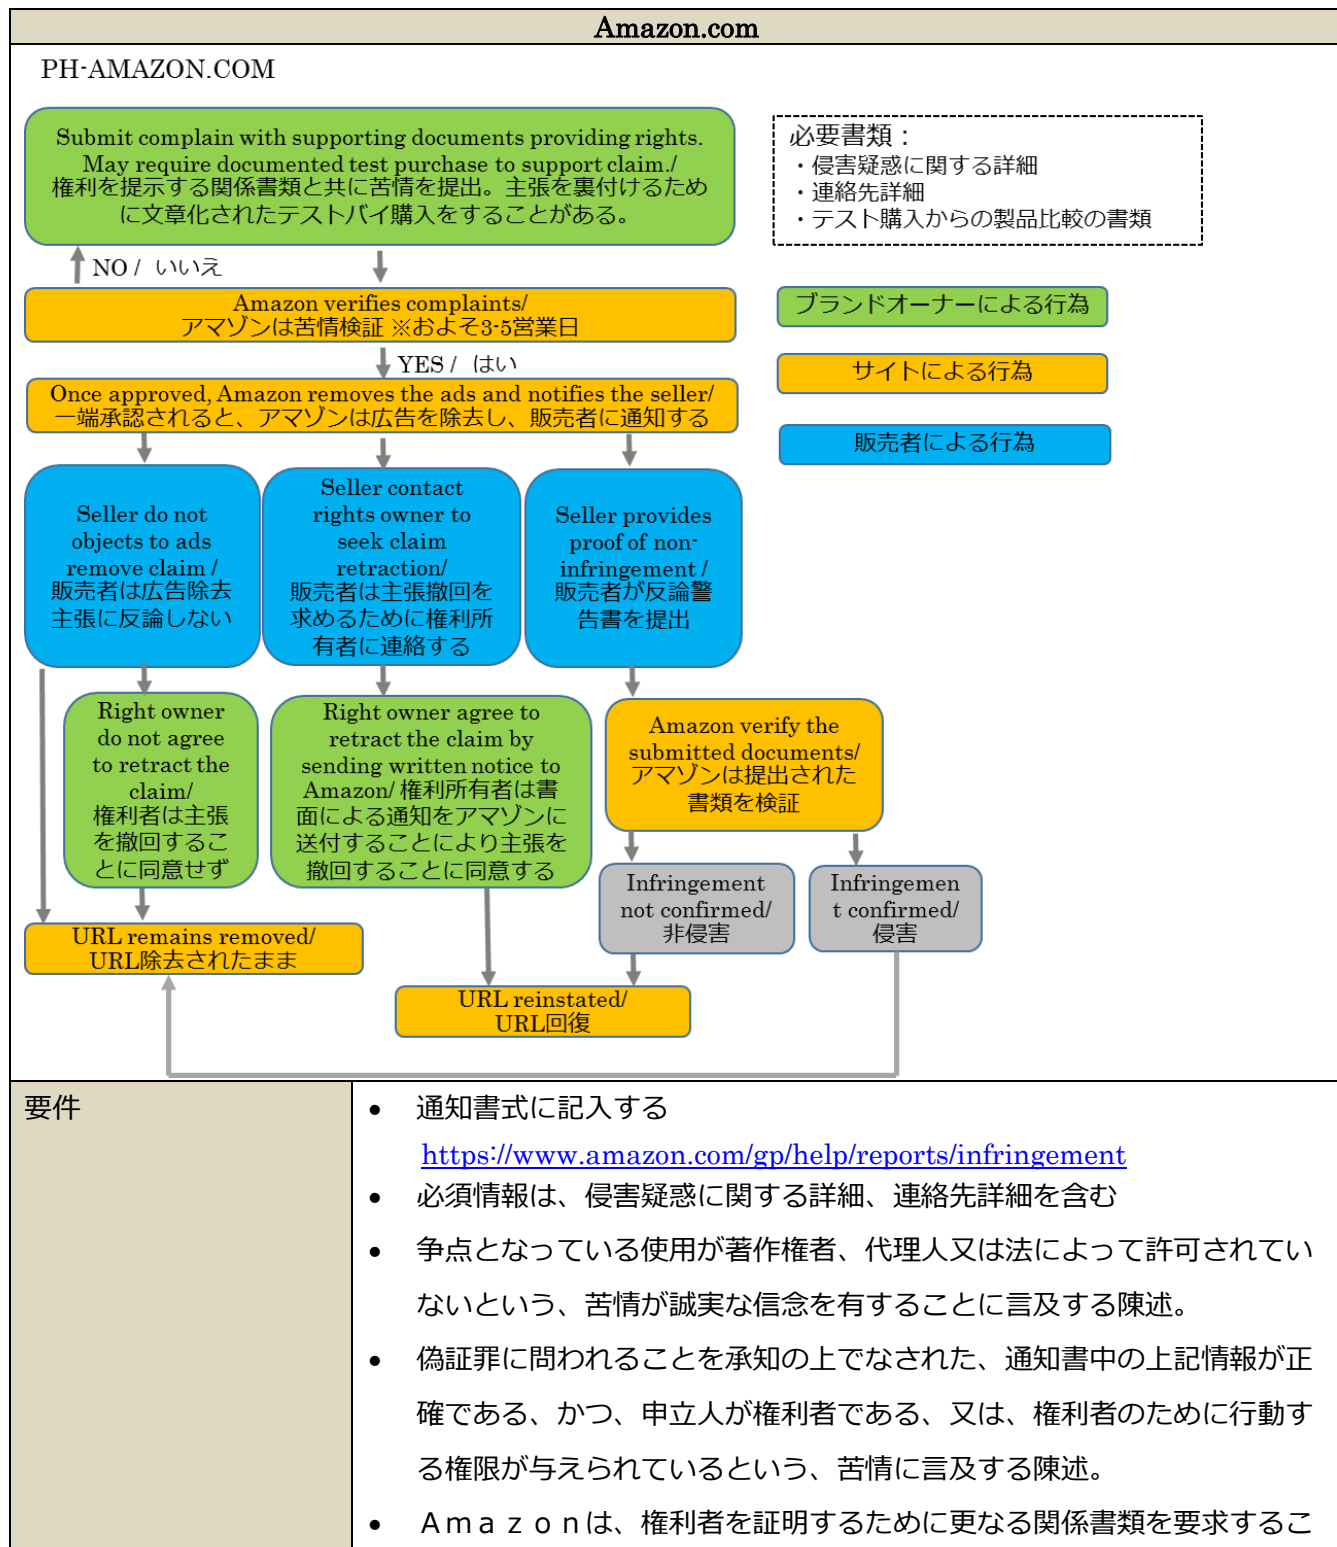 Amazon.com
PH-AMAZON.COM
Submit complain with supporting documents providing rights.
May require documented test purchase to support claim./
権利を提示する関係書類と共に苦情を提出。主張を裏付けるため
に文章化されたテストバイ購入をすることがある。
必要書類：
・侵害疑惑に関する詳細
・連絡先詳細
・テスト購入からの製品比較の書類
NO / いいえ
Amazon verifies complaints/
アマゾンは苦情検証 ※およそ3-5営業日
ブランドオーナーによる行為
YES / はい
サイトによる行為
Once approved, Amazon removes the ads and notifies the seller/
一端承認されると、アマゾンは広告を除去し、販売者に通知する
販売者による行為
Seller do not
objects to ads
remove claim /
販売者は広告除去
主張に反論しない
Seller contact
rights owner to
seek claim
retraction/
販売者は主張撤回を
求めるために権利所
有者に連絡する
Seller provides
proof of non-
infringement /
販売者が反論警
告書を提出
Right owner
do not agree
to retract the
claim/
権利者は主張
を撤回するこ
とに同意せず
Right owner agree to
retract the claim by
sending written notice to
Amazon/ 権利所有者は書
面による通知をアマゾンに
送付することにより主張を
撤回することに同意する
Amazon verify the
submitted documents/
アマゾンは提出された
書類を検証
Infringement
not confirmed/
非侵害
Infringemen
t confirmed/
侵害
URL remains removed/
URL除去されたまま
URL reinstated/
URL回復
要件
• 通知書式に記入する
https://www.amazon.com/gp/help/reports/infringement
• 必須情報は、侵害疑惑に関する詳細、連絡先詳細を含む
• 争点となっている使用が著作権者、代理人又は法によって許可されてい
ないという、苦情が誠実な信念を有することに言及する陳述。
• 偽証罪に問われることを承知の上でなされた、通知書中の上記情報が正
確である、かつ、申立人が権利者である、又は、権利者のために行動す
る権限が与えられているという、苦情に言及する陳述。
• Ａｍａｚｏｎは、権利者を証明するために更なる関係書類を要求するこ